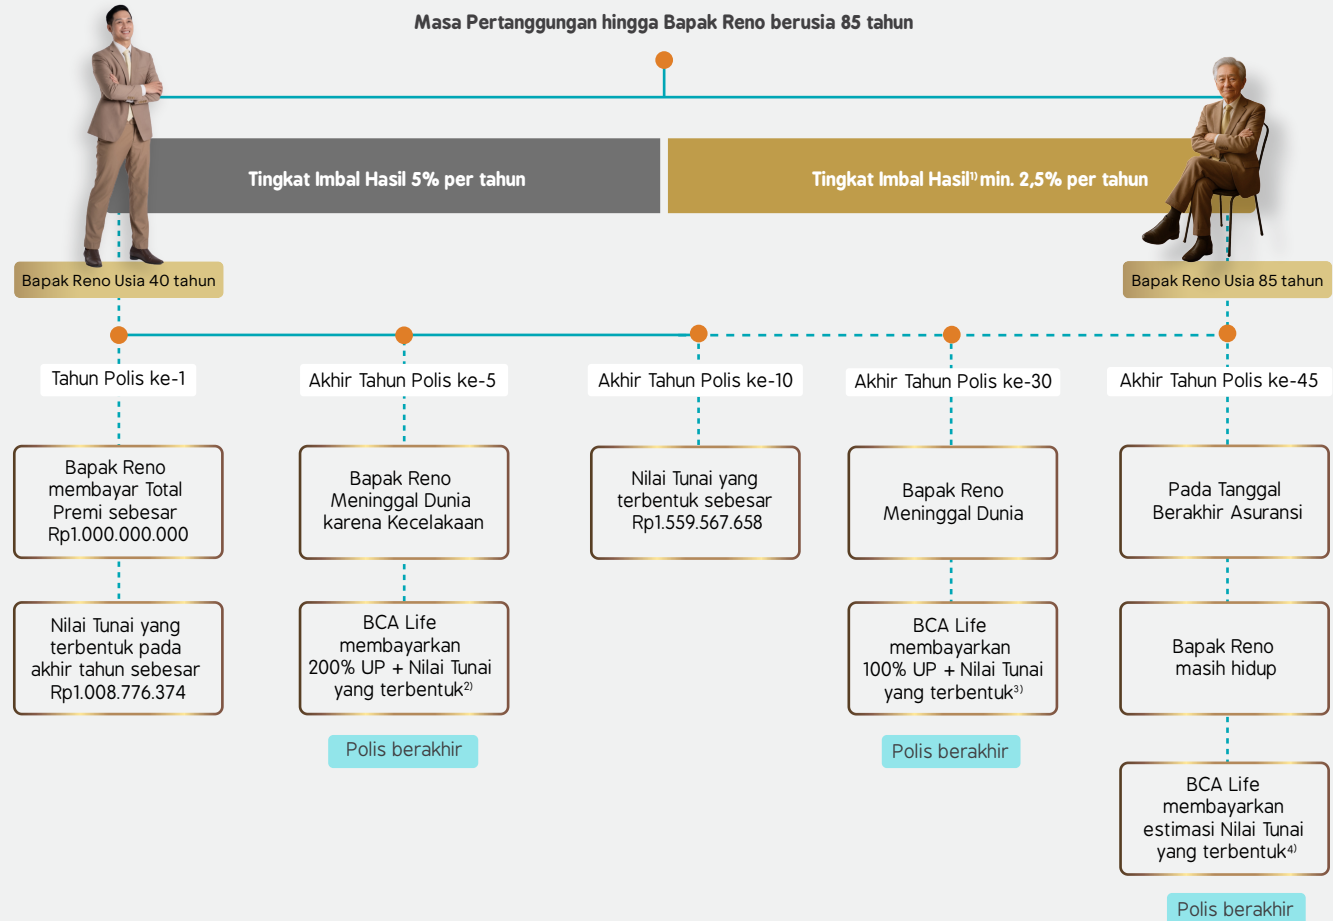 Masa Pertanggungan hingga Bapak Reno berusia 85 tahun
Tingkat Imbal Hasil 5% per tahun
Tingkat Imbal Hasil¹⁾ min. 2,5% per tahun
Bapak Reno Usia 40 tahun
Bapak Reno Usia 85 tahun
Tahun Polis ke-1
Bapak Reno
membayar Total
Premi sebesar
Rp1.000.000.000
Nilai Tunai yang
terbentuk pada
akhir tahun sebesar
Rp1.008.776.374
Akhir Tahun Polis ke-5
Bapak Reno
Meninggal Dunia
karena Kecelakaan
BCA Life
membayarkan
200% UP + Nilai Tunai
yang terbentuk²⁾
Polis berakhir
Akhir Tahun Polis ke-10
Nilai Tunai yang
terbentuk sebesar
Rp1.559.567.658
Akhir Tahun Polis ke-30
Bapak Reno
Meninggal Dunia
BCA Life
membayarkan
100% UP + Nilai Tunai
yang terbentuk³⁾
Polis berakhir
Akhir Tahun Polis ke-45
Pada Tanggal
Berakhir Asuransi
Bapak Reno
masih hidup
BCA Life
membayarkan
estimasi Nilai Tunai
yang terbentuk⁴⁾
Polis berakhir